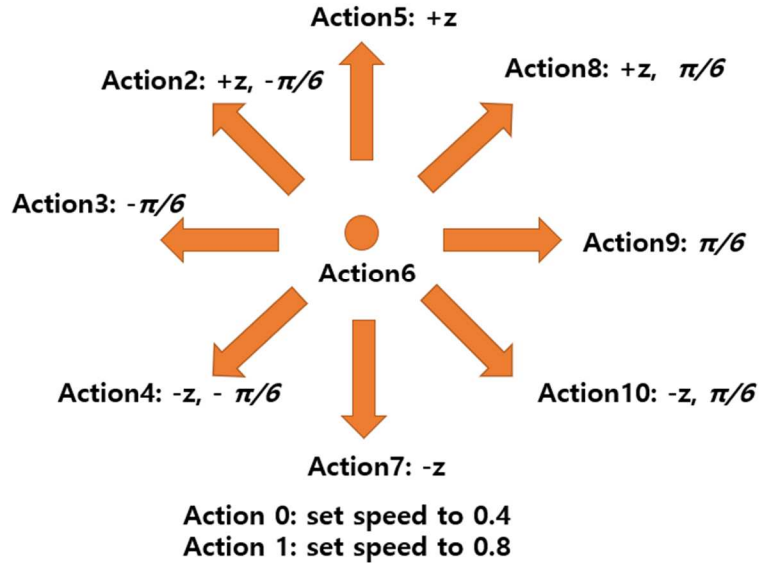 Action5: +z
Action2: +z, -π/6
Action8: +z, π/6
Action3: -π/6
Action9: π/6
Action6
Action4: -z, - π/6
Action10: -z, π/6
Action7: -z
Action 0: set speed to 0.4
Action 1: set speed to 0.8